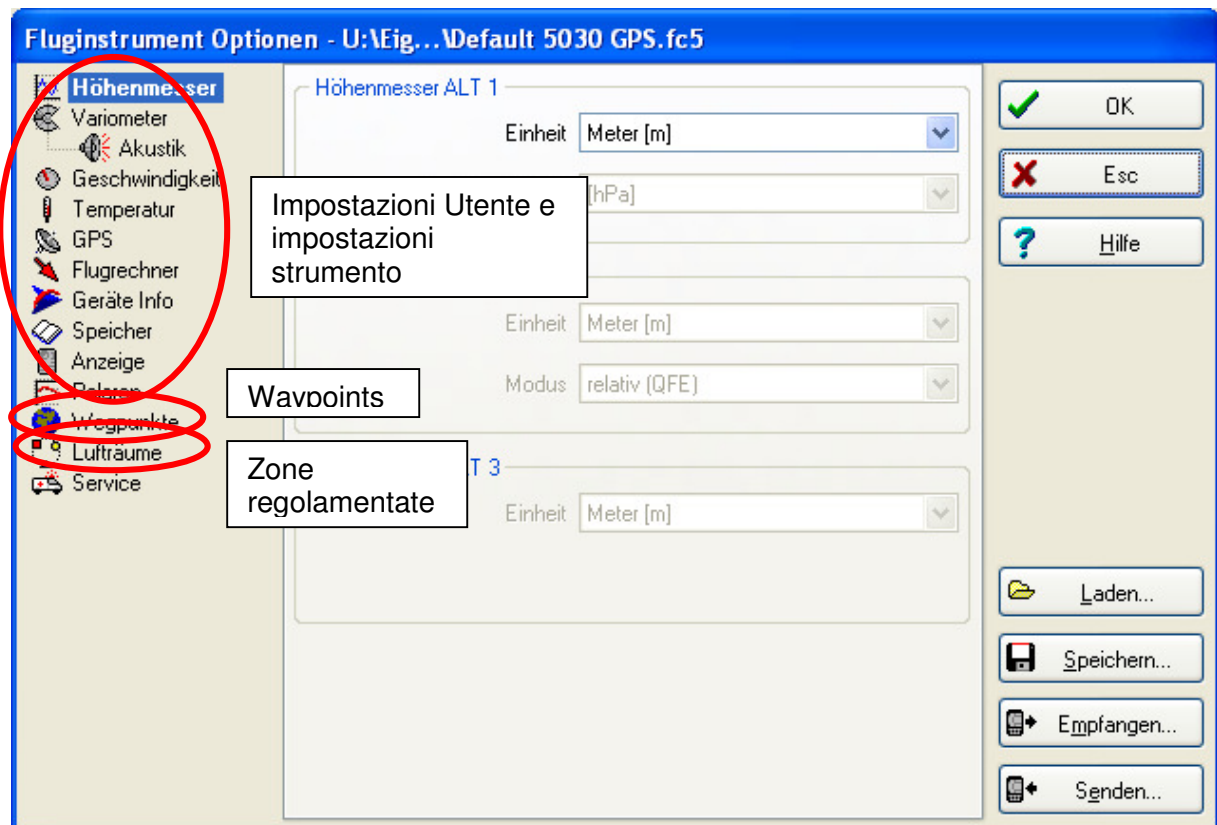 Fluginstrument Optionen - U:\Eig...\Default 5030 GPS.fc5
Höhenmesser
Variometer
Akustik
Geschwindigkeit
Temperatur
GPS
Flugrechner
Geräte Info
Speicher
Anzeige
Polaren
Wegpunkte
Lufträume
Service
Impostazioni Utente e
impostazioni
strumento
Waypoints
Zone
regolamentate
Höhenmesser ALT 1
Einheit Meter [m]
[hPa]
Einheit Meter [m]
Modus relativ (QFE)
T 3
Einheit Meter [m]
OK
Esc
Hilfe
Laden...
Speichern...
Empfangen...
Senden...